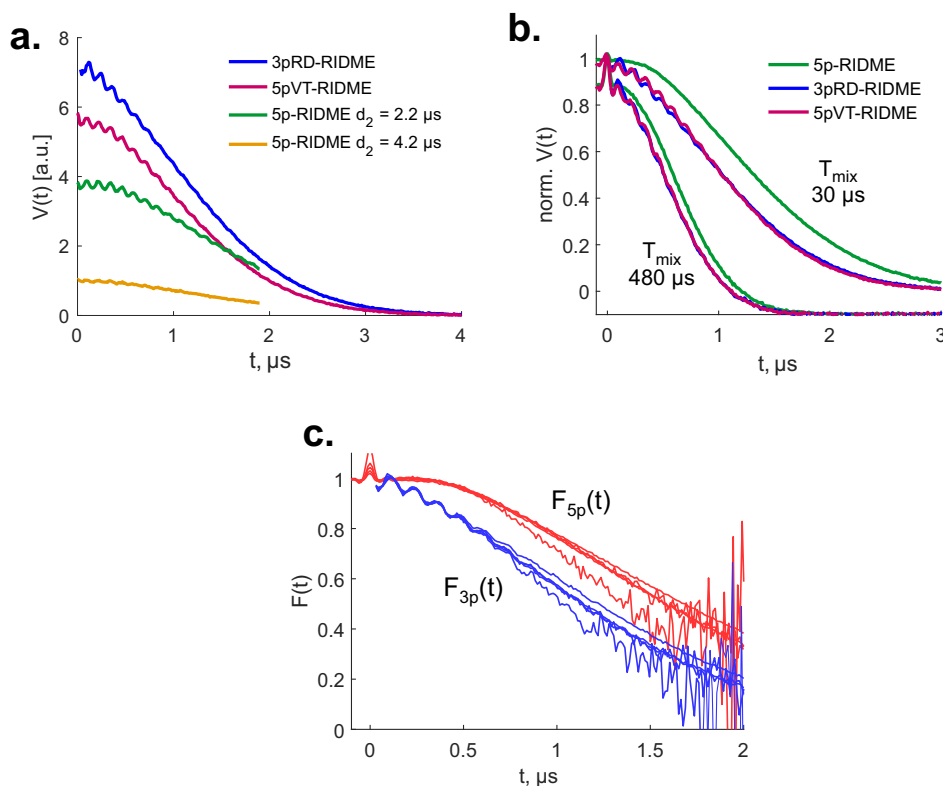 a.
8
6
4
2
0
V(t) [a.u.]
3pRD-RIDME
5pVT-RIDME
5p-RIDME d₂ = 2.2 µs
5p-RIDME d₂ = 4.2 µs
0 1 2 3 4
t, µs
b.
1
0.8
0.6
0.4
0.2
0
norm. V(t)
5p-RIDME
3pRD-RIDME
5pVT-RIDME
Tmix
30 µs
Tmix
480 µs
0 1 2 3
t, µs
c.
1
0.8
0.6
0.4
0.2
0
F(t)
F5p(t)
F3p(t)
0 0.5 1 1.5 2
t, µs